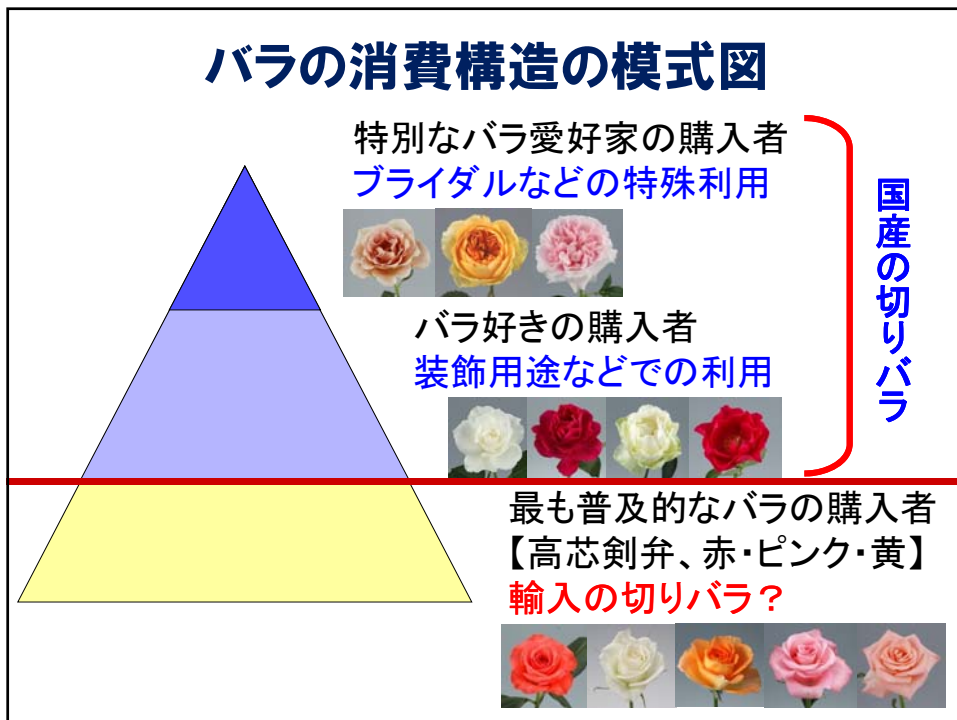 バラの消費構造の模式図
特別なバラ愛好家の購入者
ブライダルなどの特殊利用
バラ好きの購入者
装飾用途などでの利用
国産の切りバラ
最も普及的なバラの購入者
【高芯剣弁、赤・ピンク・黄】
輸入の切りバラ？